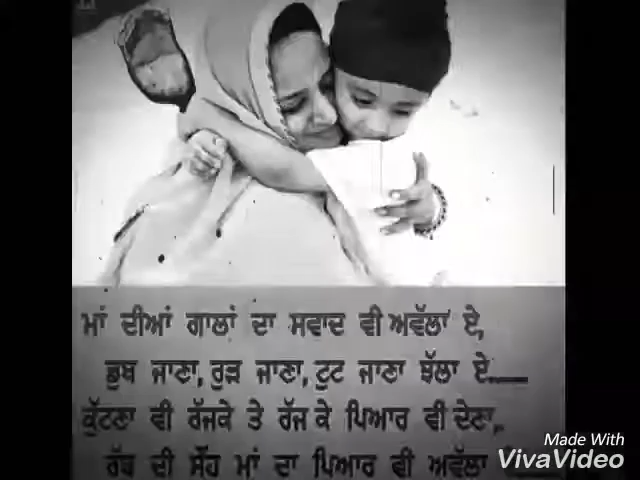 ਮਾਂ ਦੀਆਂ ਗਾਲਾਂ ਦਾ ਸਵਾਦ ਵੀ ਅਵੱਲਾ ਏ,
ਡੁਬ ਜਾਣਾ, ਰੁੜ ਜਾਣਾ, ਟੁਟ ਜਾਣਾ ਝੱਲਾ ਏ......
ਕੁੱਟਣਾ ਵੀ ਰੱਜਕੇ ਤੇ ਰੱਜ ਕੇ ਪਿਆਰ ਵੀ ਦੇਣਾ,,
ਰੱਬ ਦੀ ਸੌਂਹ ਮਾਂ ਦਾ ਪਿਆਰ ਵੀ ਅਵੱਲਾ
Made With
VivaVideo